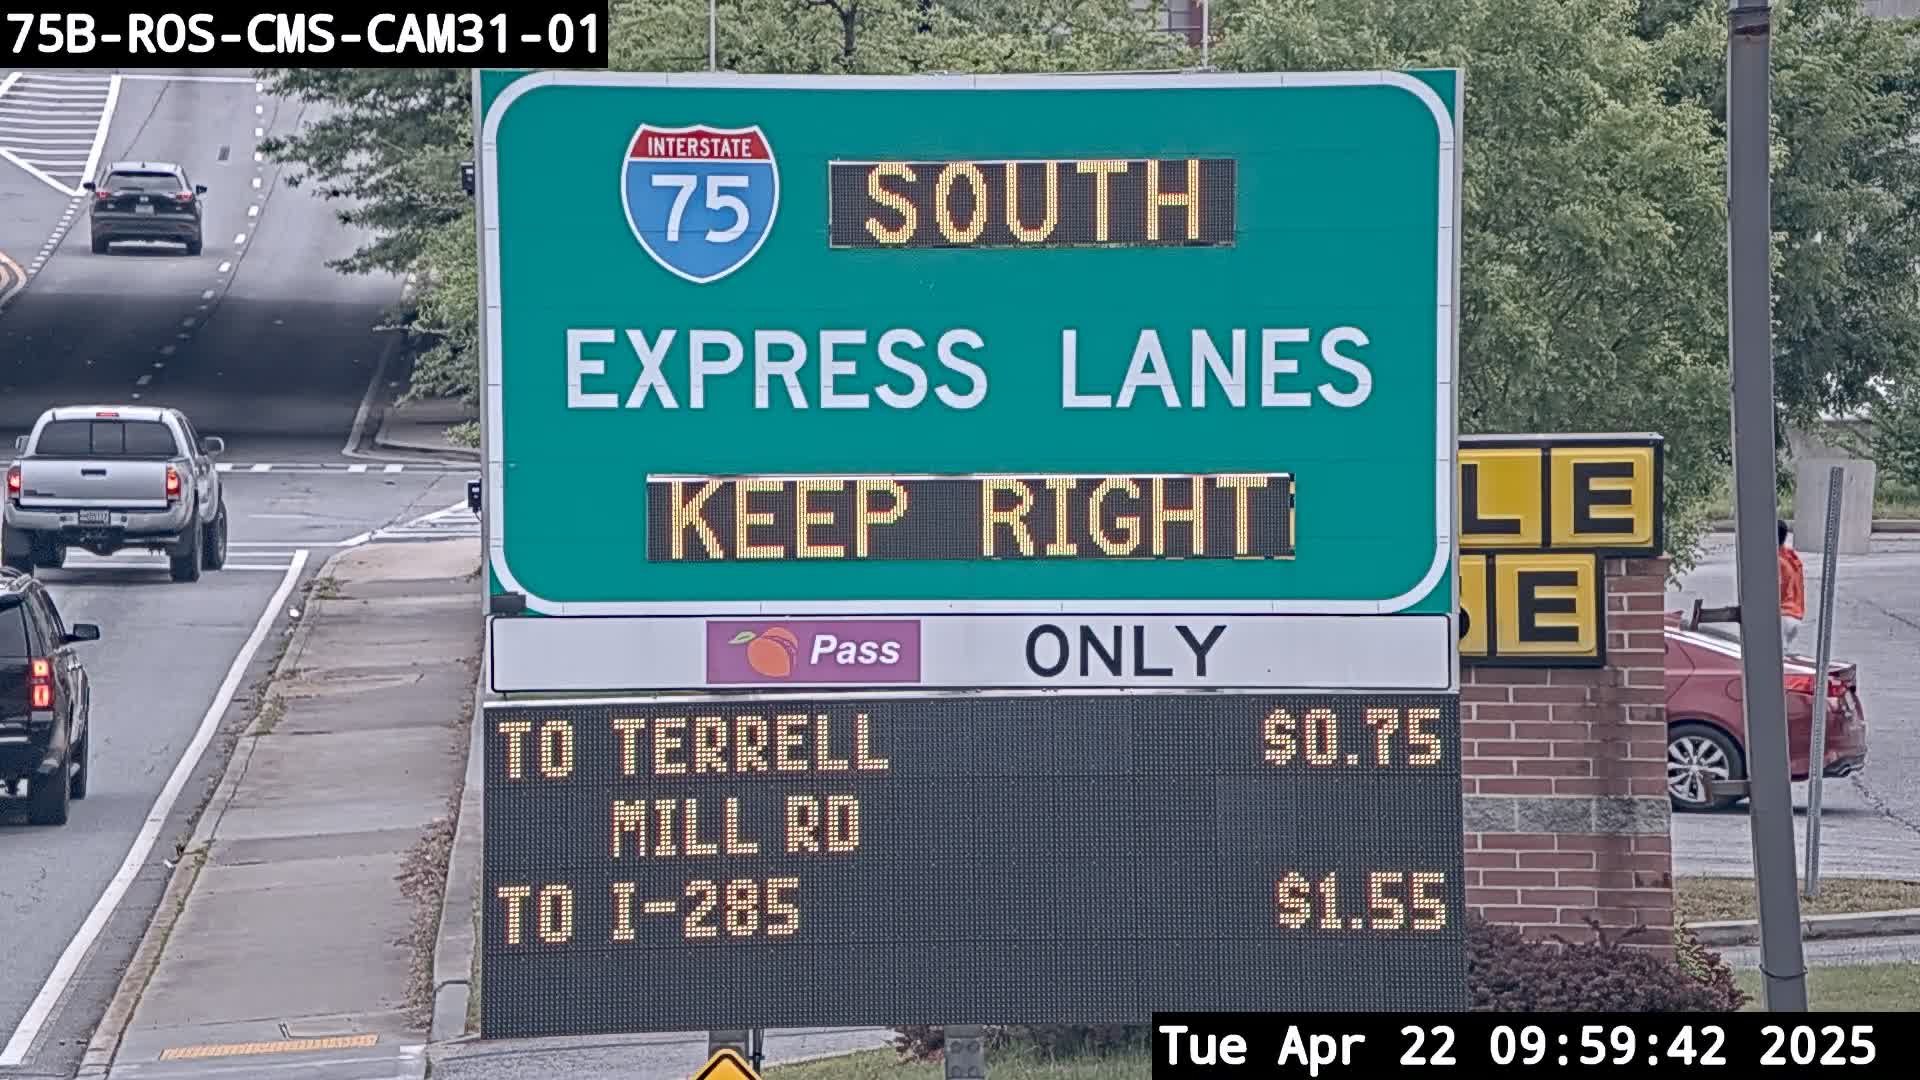 75B-ROS-CMS-CAM31-01
INTERSTATE
75
SOUTH
EXPRESS LANES
KEEP RIGHT
LE
E
Pass
ONLY
TO TERRELL $0.75
MILL RD
TO I-285 $1.55
Tue Apr 22 09:59:42 2025